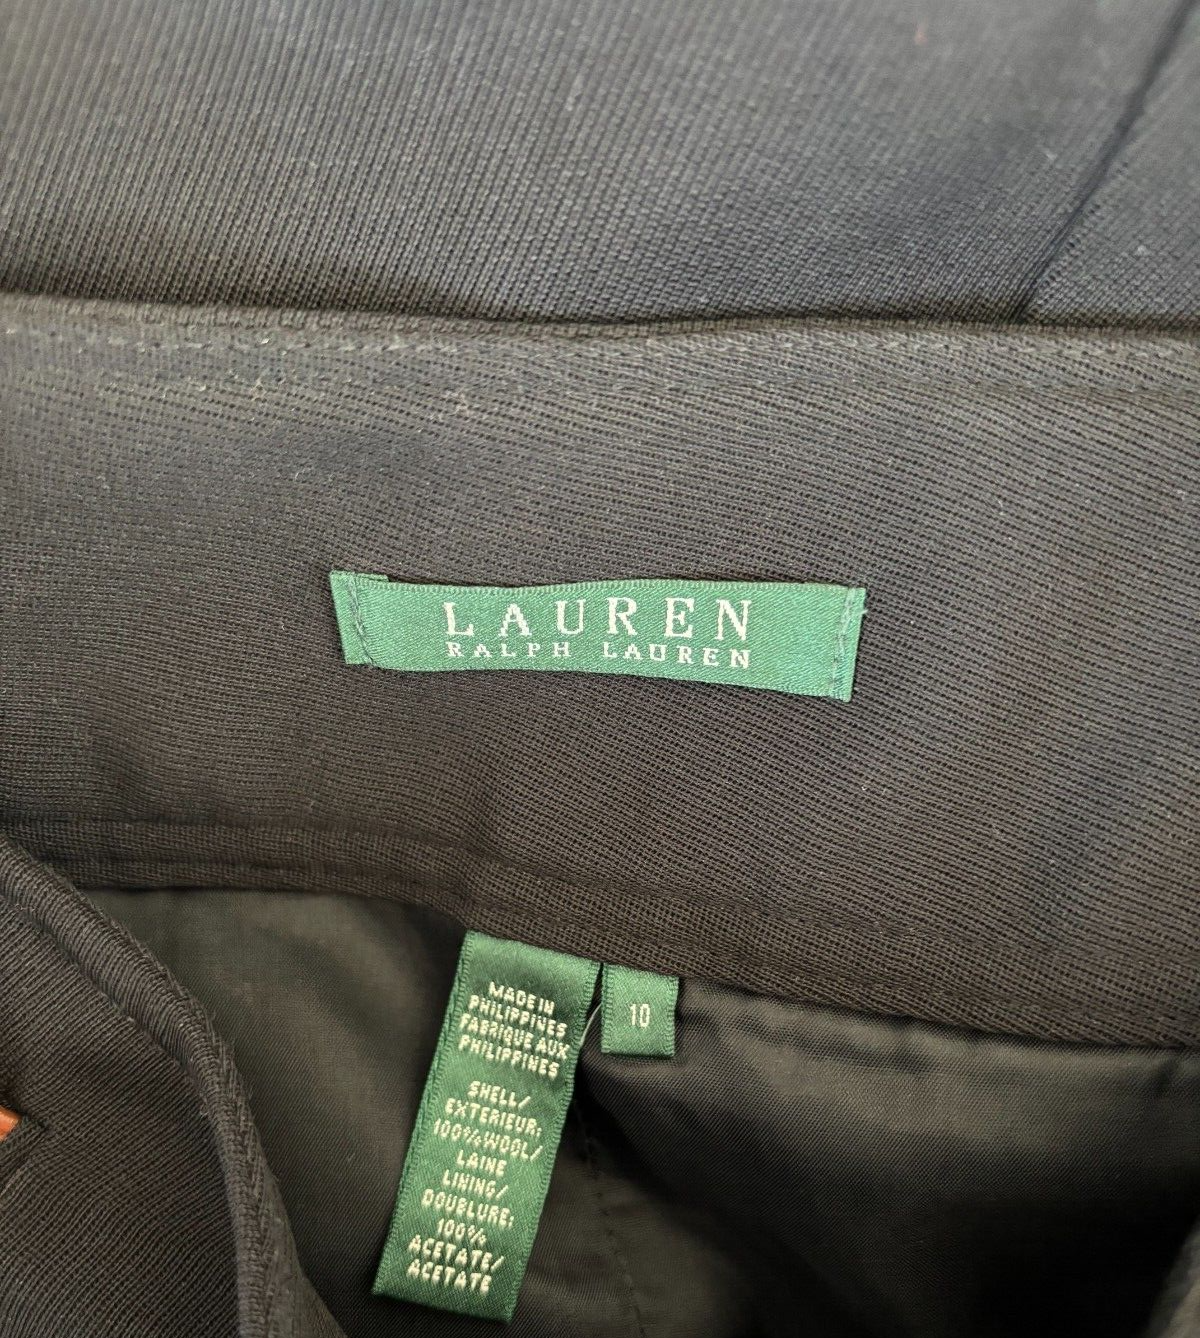 LAUREN
RALPH LAUREN
MADE IN
PHILIPPINES
FABRIQUE AUX
PHILIPPINES
SHELL/
EXTERIEUR:
100% WOOL/
LAINE
LINING/
DOUBLURE:
100%
ACETATE/
ACETATE
10